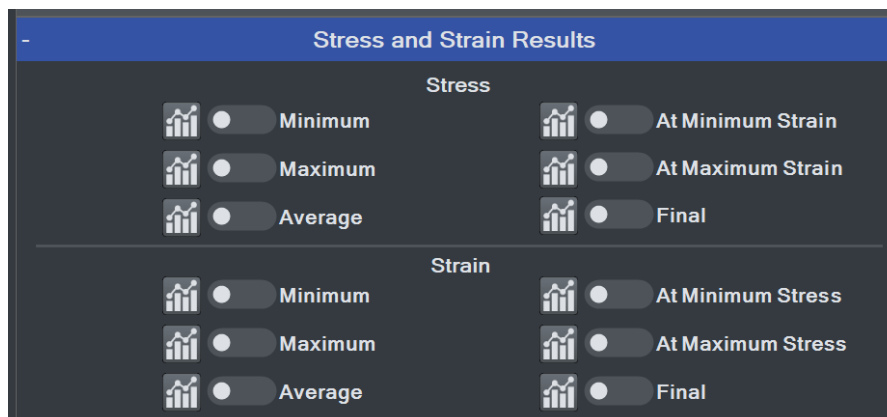 - Stress and Strain Results
Stress
Minimum At Minimum Strain
Maximum At Maximum Strain
Average Final
Strain
Minimum At Minimum Stress
Maximum At Maximum Stress
Average Final